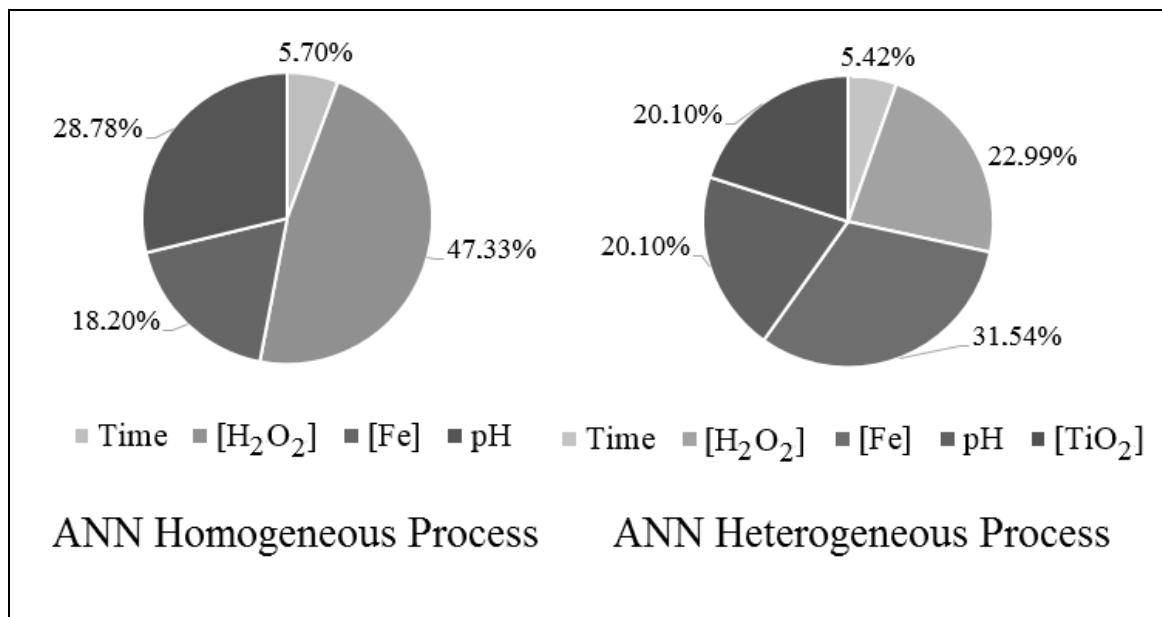 5.70%
28.78%
47.33%
18.20%
Time [H₂O₂] [Fe] pH
ANN Homogeneous Process
5.42%
20.10%
22.99%
20.10%
31.54%
Time [H₂O₂] [Fe] pH [TiO₂]
ANN Heterogeneous Process